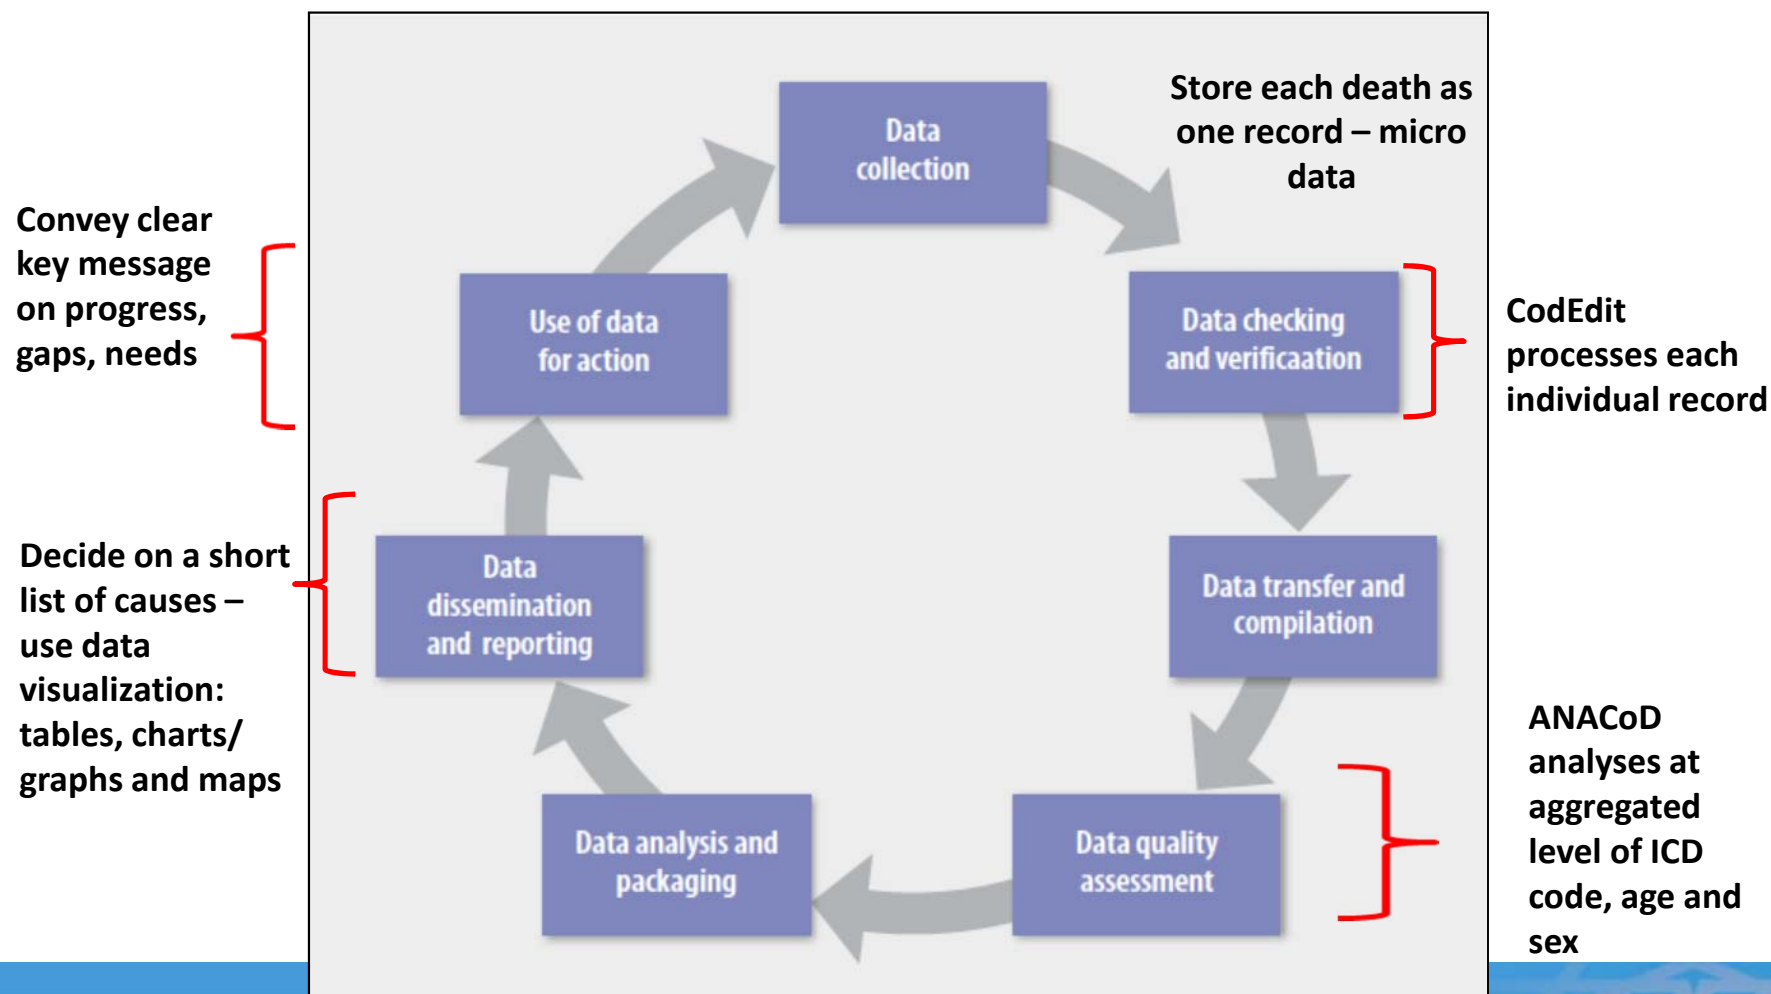 Data
collection
Store each death as
one record – micro
data
Convey clear
key message
on progress,
gaps, needs
Use of data
for action
Data checking
and verificaation
CodEdit
processes each
individual record
Decide on a short
list of causes –
use data
visualization:
tables, charts/
graphs and maps
Data
dissemination
and reporting
Data transfer and
compilation
Data analysis and
packaging
Data quality
assessment
ANACoD
analyses at
aggregated
level of ICD
code, age and
sex